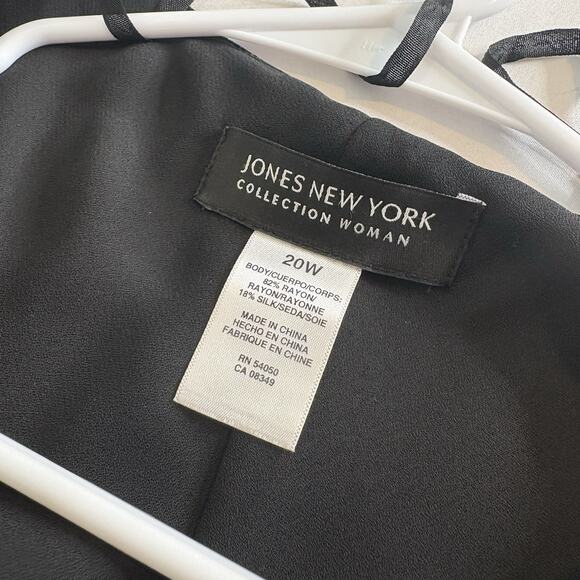 JONES NEW YORK
COLLECTION WOMAN
20W
BODY/CUERPO/CORPS:
82% RAYON/
RAYON/RAYONNE
18% SILK/SEDA/SOIE
MADE IN CHINA
HECHO EN CHINA
FABRIQUE EN CHINE
RN 54050
CA 08349